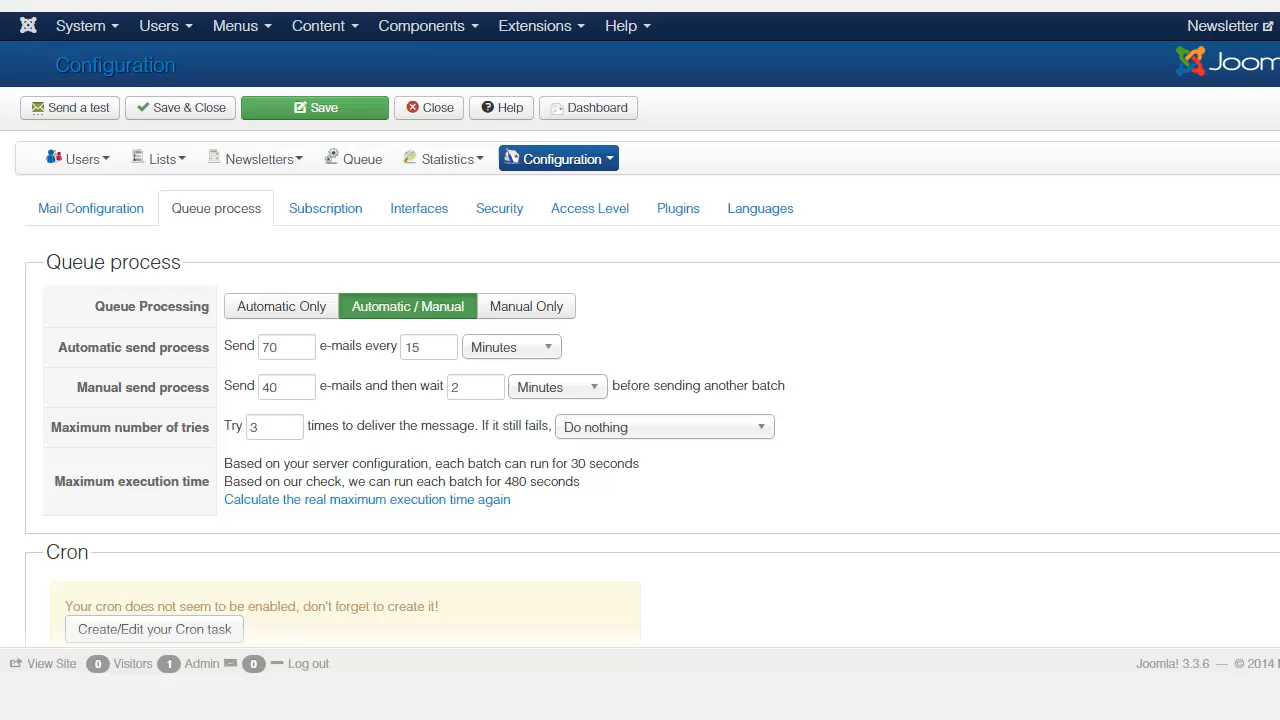 System Users Menus Content Components Extensions Help Newsletter
Configuration
Send a test Save & Close Save Close Help Dashboard
Users Lists Newsletters Queue Statistics Configuration
Mail Configuration Queue process Subscription Interfaces Security Access Level Plugins Languages
Queue process
Queue Processing Automatic Only Automatic / Manual Manual Only
Automatic send process Send 70 e-mails every 15 Minutes
Manual send process Send 40 e-mails and then wait 2 Minutes before sending another batch
Maximum number of tries Try 3 times to deliver the message. If it still fails, Do nothing
Based on your server configuration, each batch can run for 30 seconds
Maximum execution time Based on our check, we can run each batch for 480 seconds
Calculate the real maximum execution time again
Cron
Your cron does not seem to be enabled, don't forget to create it!
Create/Edit your Cron task
View Site 0 Visitors 1 Admin 0 Log out Joomla! 3.3.6 — © 2014